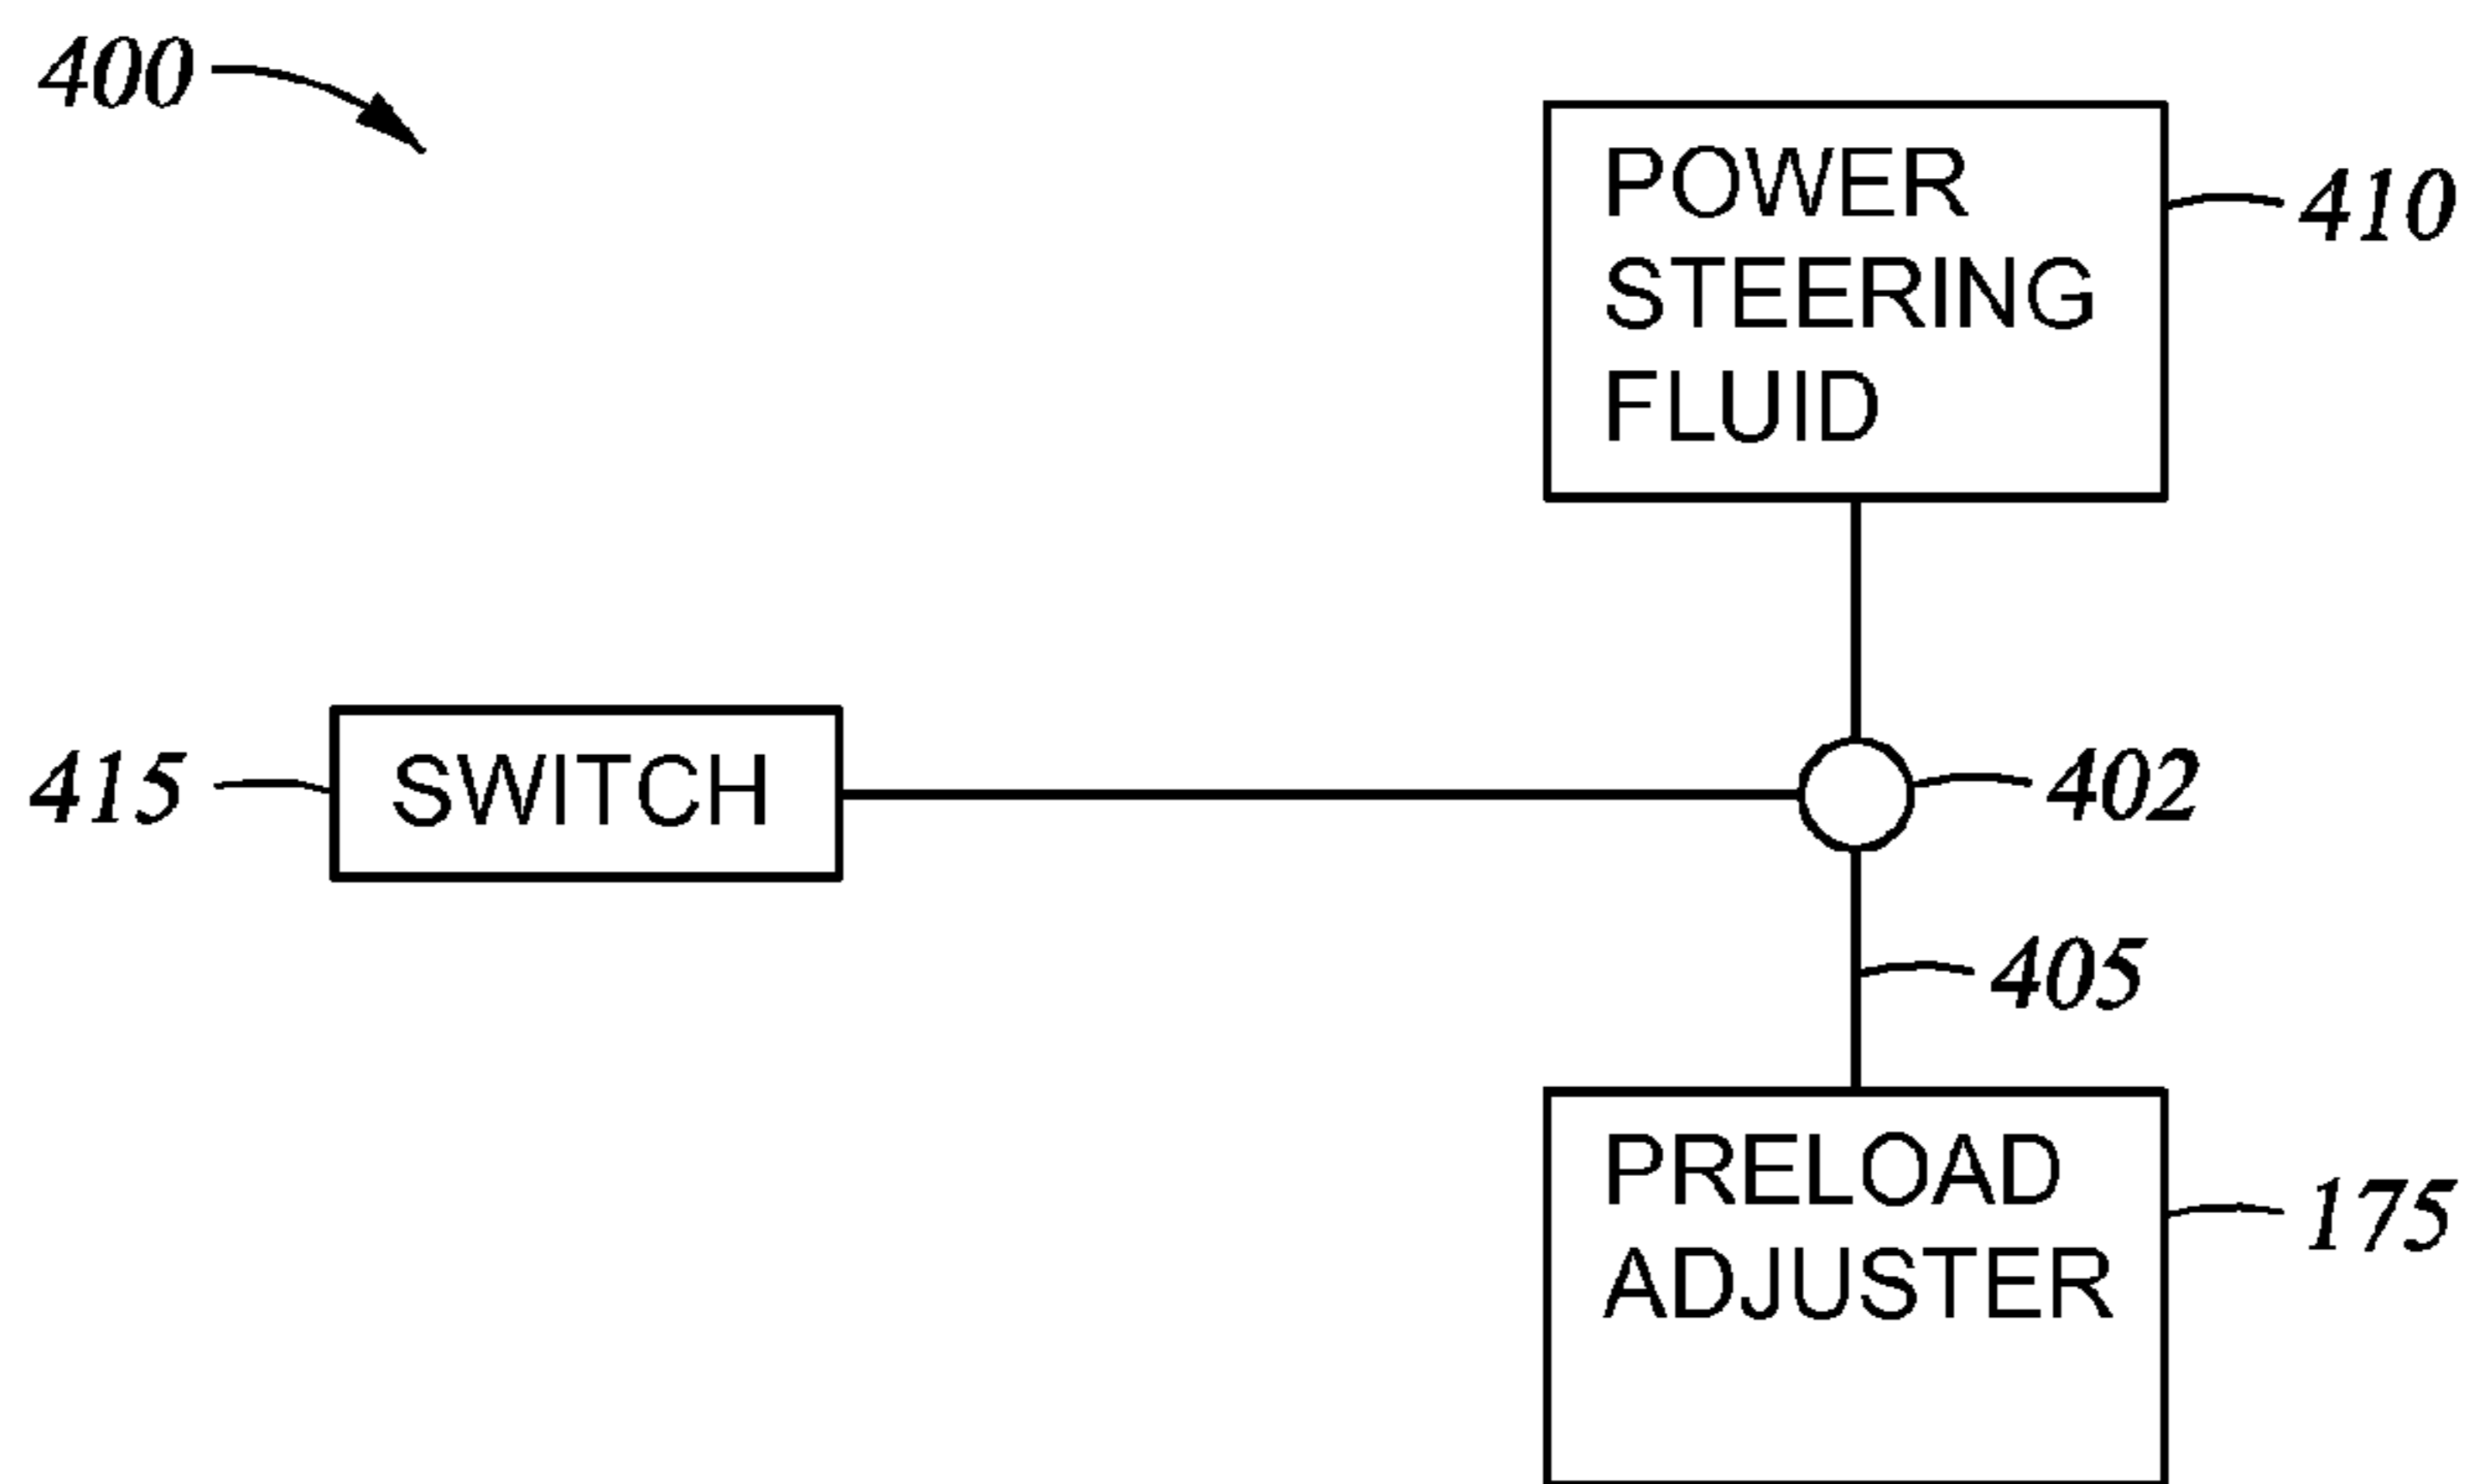 400
POWER
STEERING
FLUID
410
415
SWITCH
402
405
PRELOAD
ADJUSTER
175